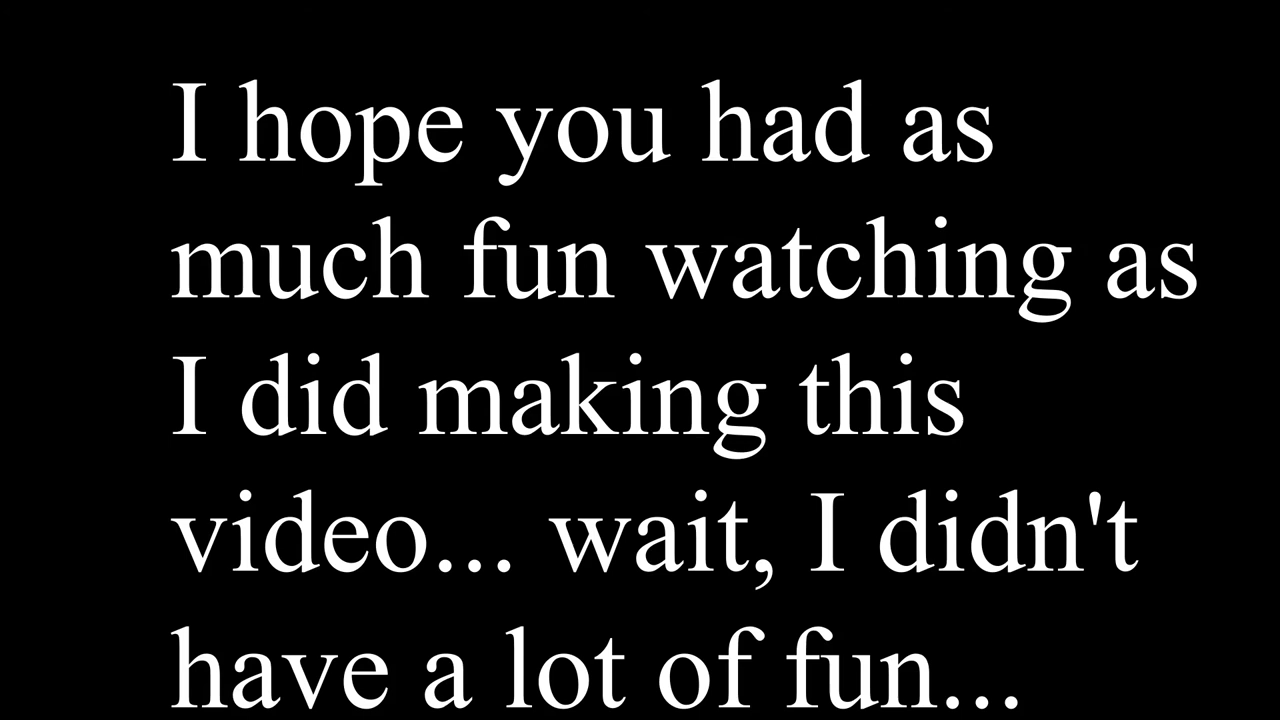 I hope you had as
much fun watching as
I did making this
video... wait, I didn't
have a lot of fun...